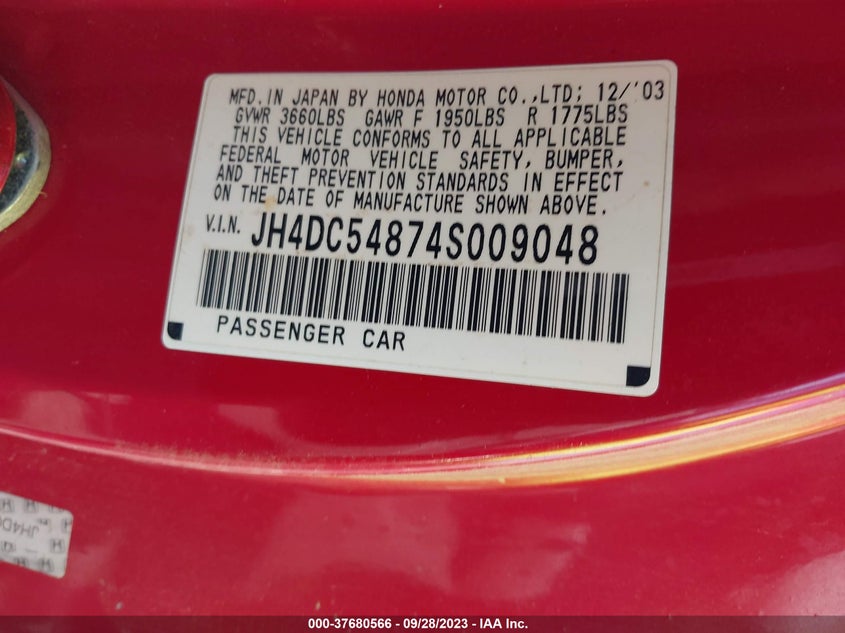 MFD. IN JAPAN BY HONDA MOTOR CO.,LTD; 12/'03
GVWR 3660LBS GAWR F 1950LBS R 1775LBS
THIS VEHICLE CONFORMS TO ALL APPLICABLE
FEDERAL MOTOR VEHICLE SAFETY, BUMPER,
AND THEFT PREVENTION STANDARDS IN EFFECT
ON THE DATE OF MANUFACTURE SHOWN ABOVE.
V.I.N. JH4DC54874S009048
PASSENGER CAR
000-37680566 - 09/28/2023 - IAA Inc.